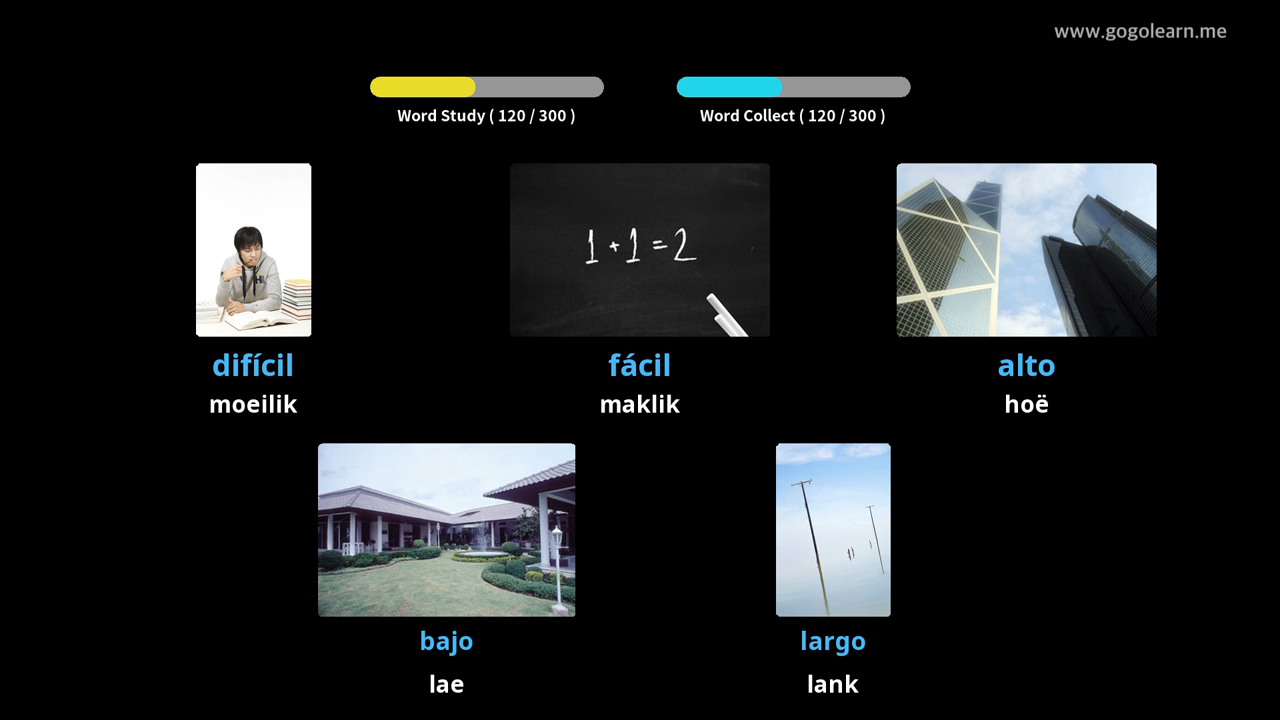 www.gogolearn.me
Word Study ( 120 / 300 )
Word Collect ( 120 / 300 )
1 + 1 = 2
difícil
moeilik
fácil
maklik
alto
hoë
bajo
lae
largo
lank